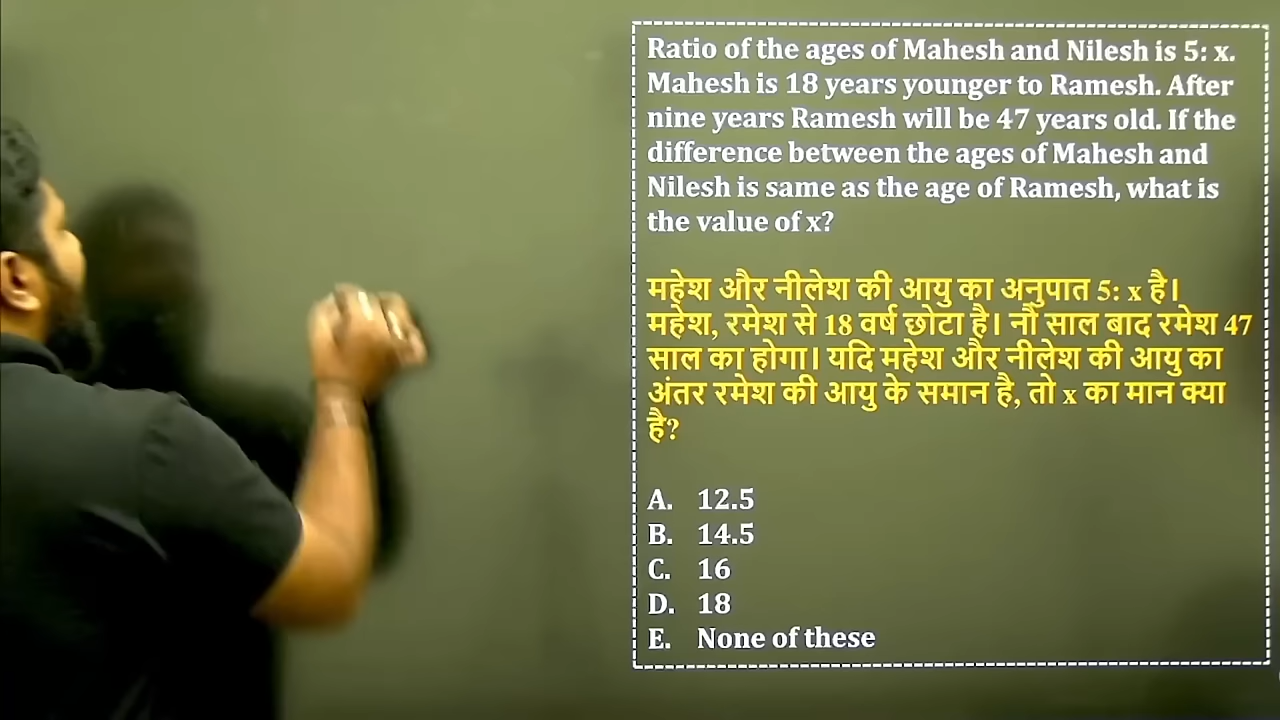 Ratio of the ages of Mahesh and Nilesh is 5: x.
Mahesh is 18 years younger to Ramesh. After
nine years Ramesh will be 47 years old. If the
difference between the ages of Mahesh and
Nilesh is same as the age of Ramesh, what is
the value of x?
महेश और नीलेश की आयु का अनुपात 5: x है।
महेश, रमेश से 18 वर्ष छोटा है। नौ साल बाद रमेश 47
साल का होगा। यदि महेश और नीलेश की आयु का
अंतर रमेश की आयु के समान है, तो x का मान क्या
है?
A. 12.5
B. 14.5
C. 16
D. 18
E. None of these